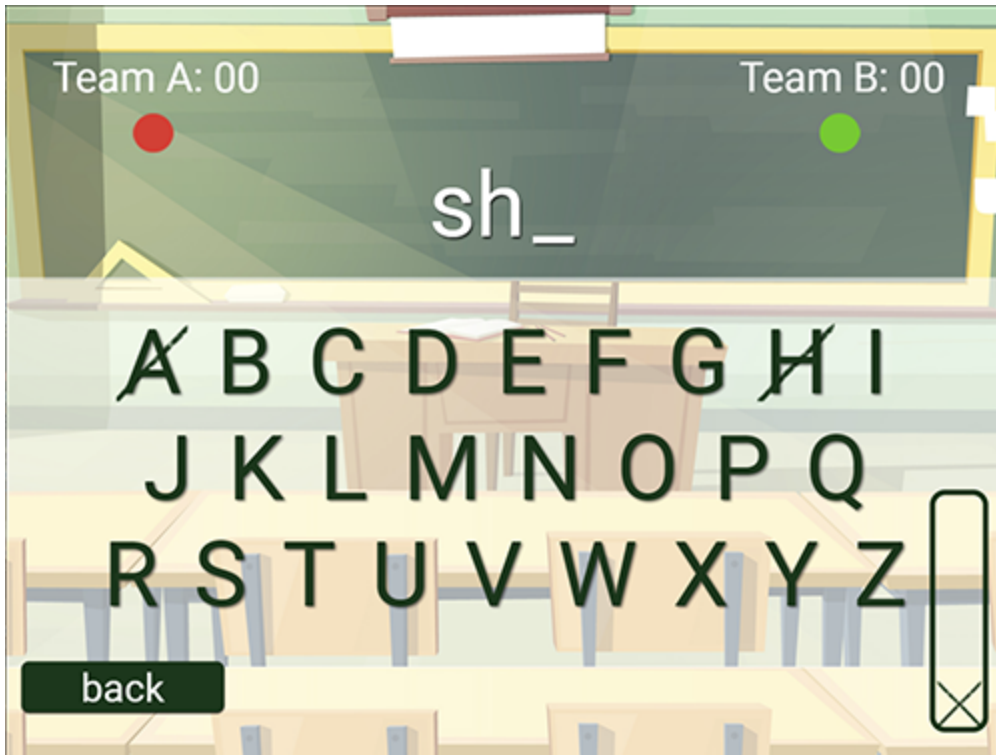 Team A: 00 Team B: 00
sh_
A B C D E F G H I
J K L M N O P Q
R S T U V W X Y Z
back